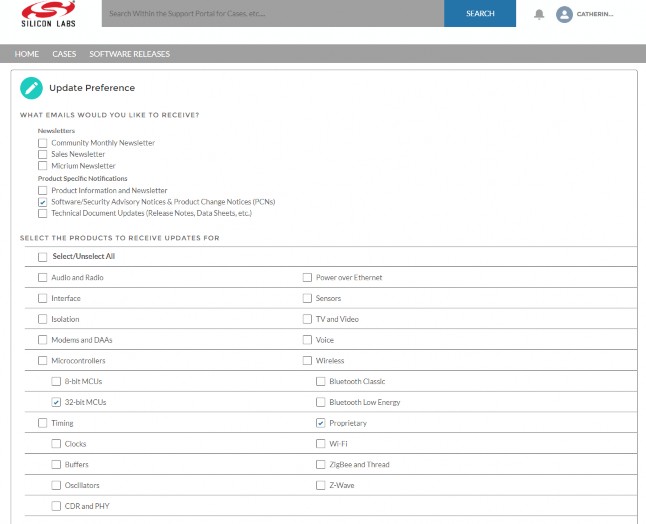 SILICON LABS
Search Within the Support Portal for Cases, etc....
SEARCH
CATHERIN...
HOME CASES SOFTWARE RELEASES
Update Preference
WHAT EMAILS WOULD YOU LIKE TO RECEIVE?
Newsletters
Community Monthly Newsletter
Sales Newsletter
Micrium Newsletter
Product Specific Notifications
Product Information and Newsletter
Software/Security Advisory Notices & Product Change Notices (PCNs)
Technical Document Updates (Release Notes, Data Sheets, etc.)
SELECT THE PRODUCTS TO RECEIVE UPDATES FOR
Select/Unselect All
Audio and Radio Power over Ethernet
Interface Sensors
Isolation TV and Video
Modems and DAAs Voice
Microcontrollers Wireless
8-bit MCUs Bluetooth Classic
32-bit MCUs Bluetooth Low Energy
Timing Proprietary
Clocks Wi-Fi
Buffers ZigBee and Thread
Oscillators Z-Wave
CDR and PHY